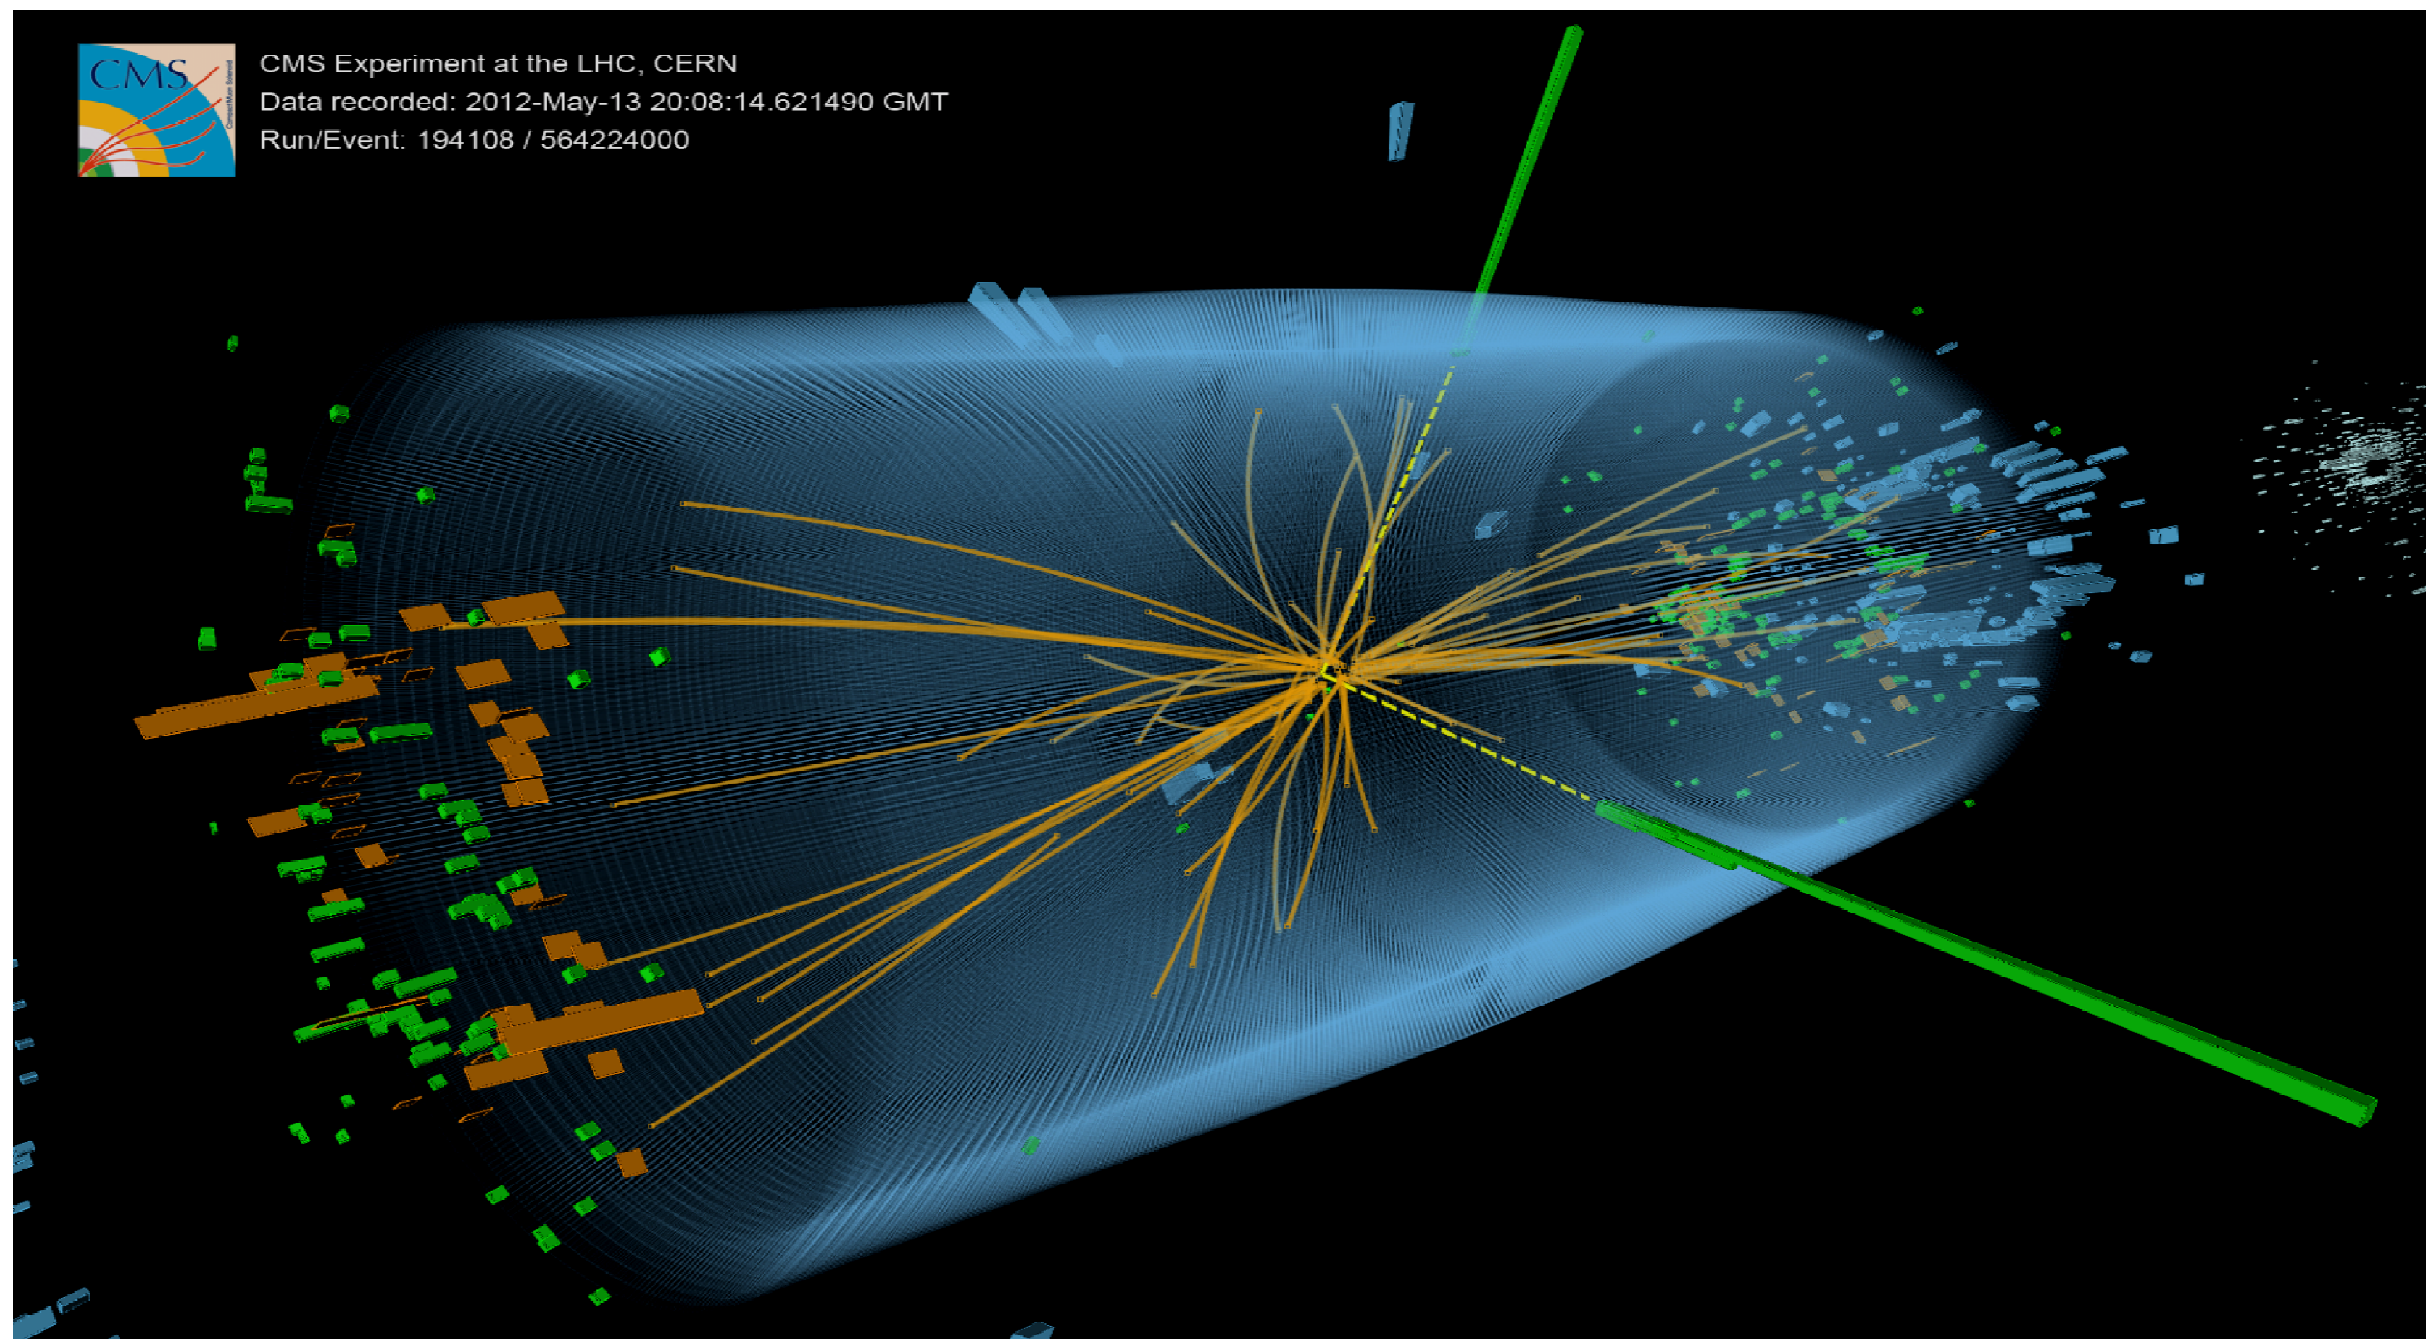 CMS
CMS Experiment at the LHC, CERN
Data recorded: 2012-May-13 20:08:14.621490 GMT
Run/Event: 194108 / 564224000